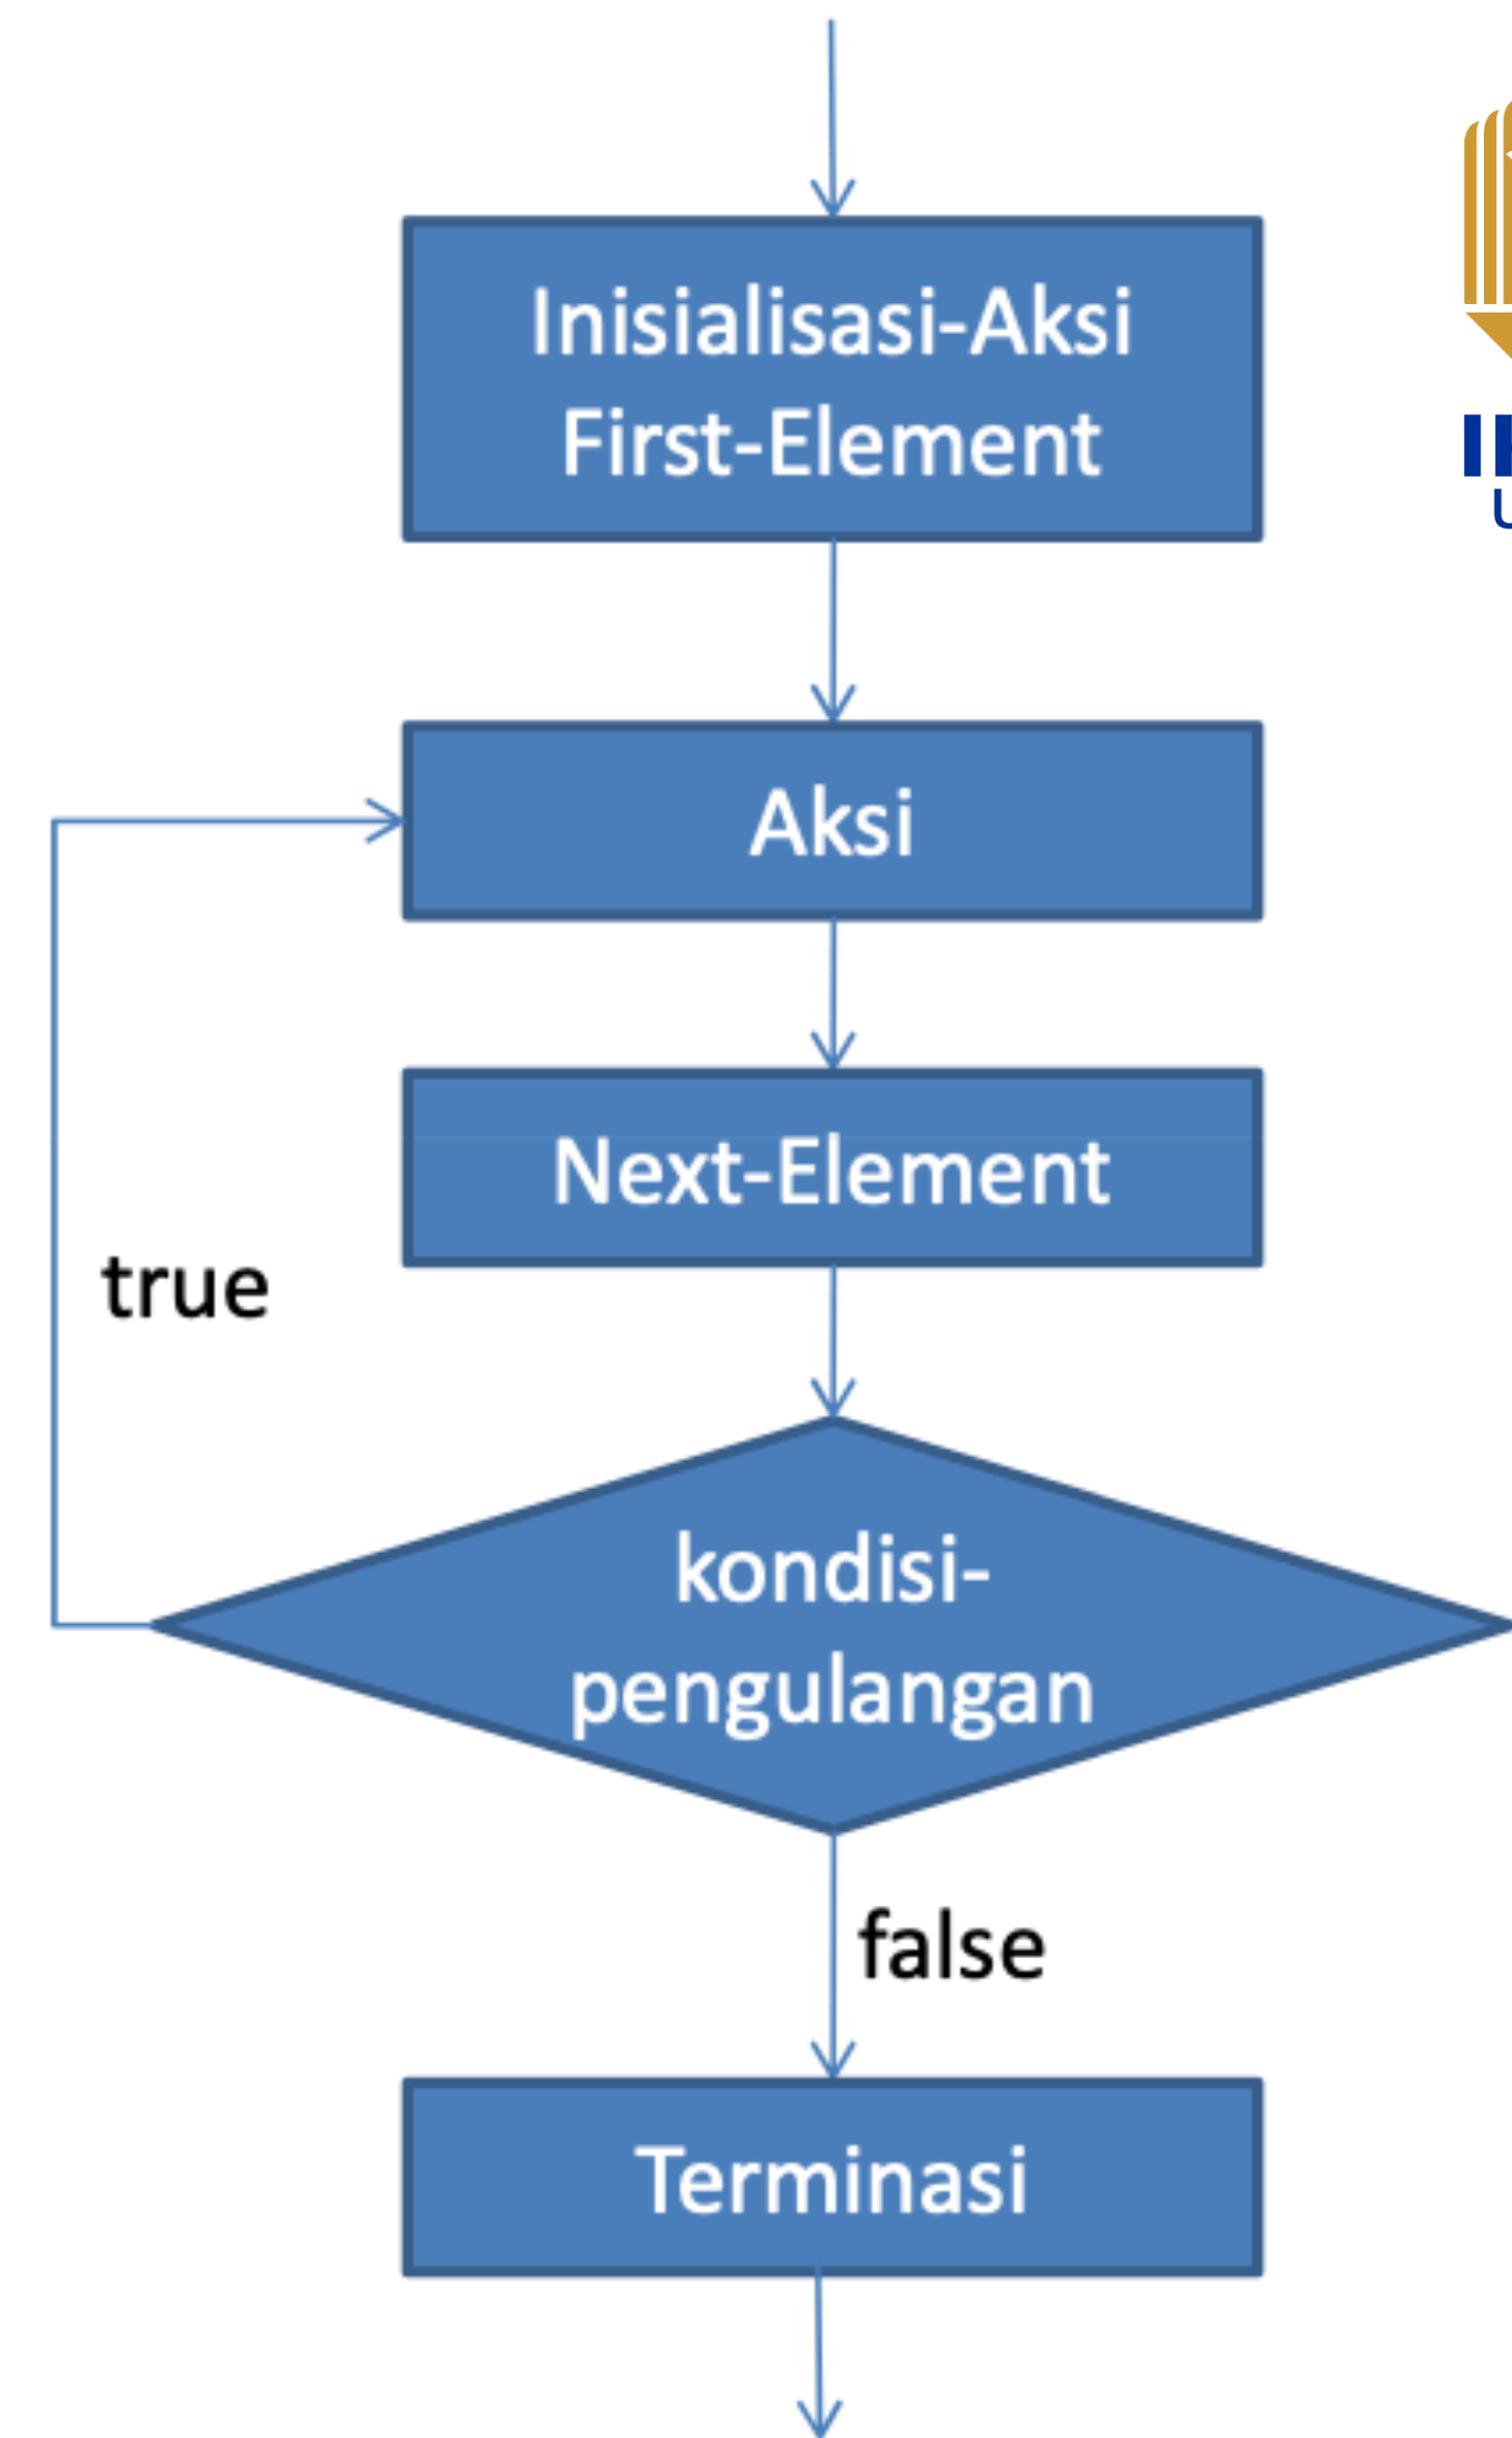 Inisialisasi-Aksi
First-Element
Aksi
Next-Element
true
kondisi-
pengulangan
false
Terminasi